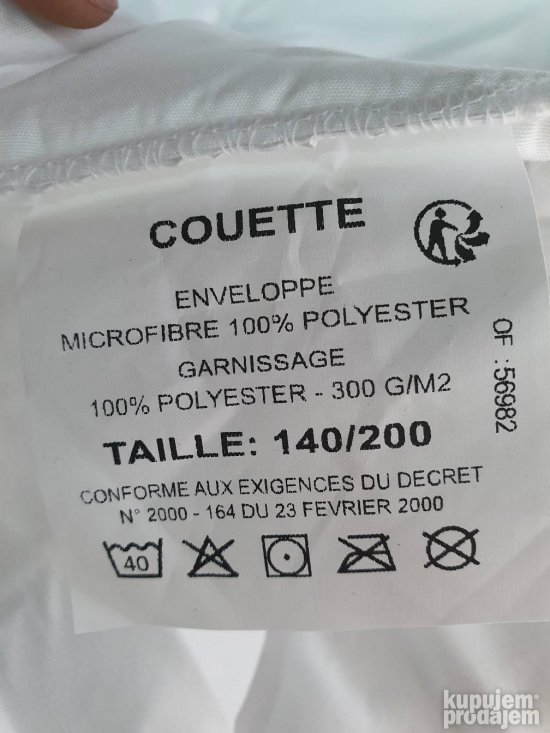 COUETTE
ENVELOPPE
MICROFIBRE 100% POLYESTER
GARNISSAGE
100% POLYESTER - 300 G/M2
TAILLE: 140/200
CONFORME AUX EXIGENCES DU DECRET
N° 2000 - 164 DU 23 FEVRIER 2000
40
OF :56982
kupujem
prodajem